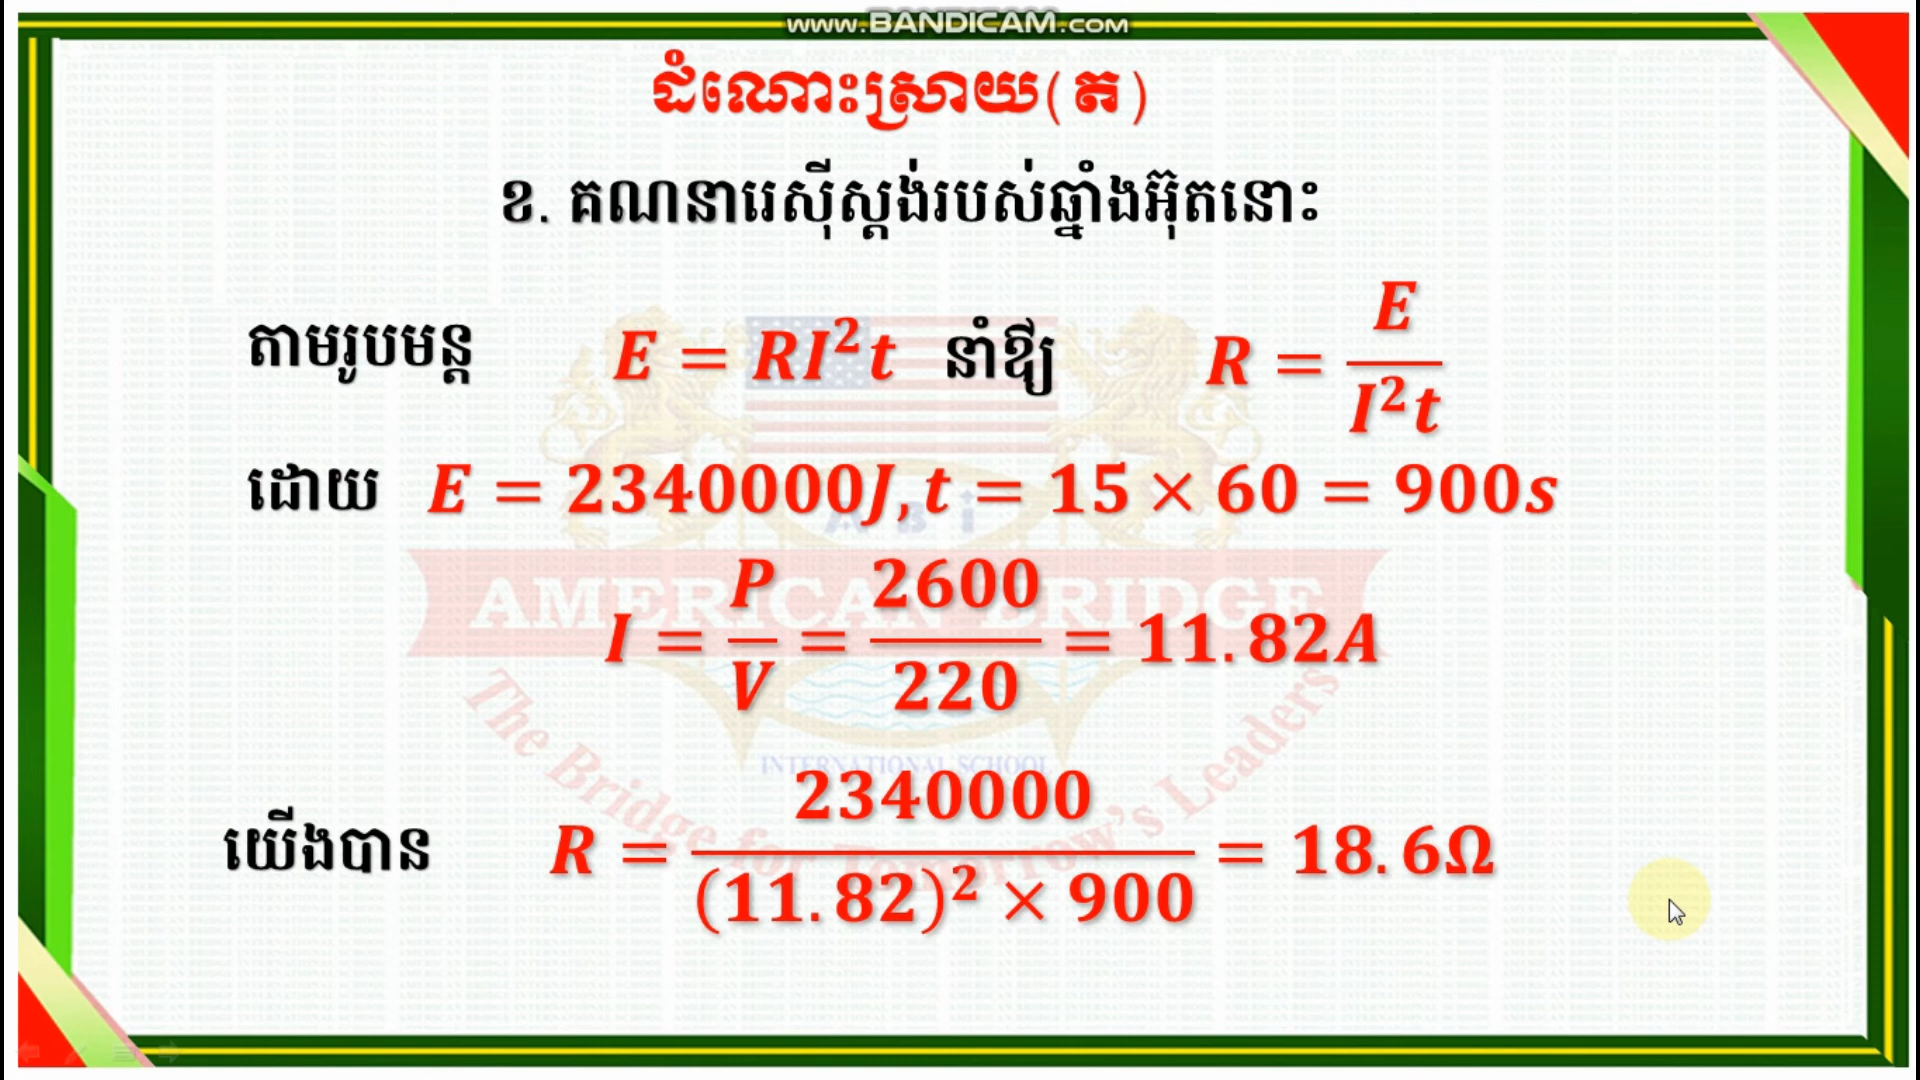 www.BANDICAM.com
ដំណោះស្រាយ(ត)
ខ. គណនារេស៊ីស្តង់របស់ឆ្នាំងអ៊ុតនោះ
តាមរូបមន្ត E = RI²t នាំឱ្យ R = E/I²t
ដោយ E = 2340000J, t = 15 × 60 = 900s
I = P/V = 2600/220 = 11.82A
យើងបាន R = 2340000/(11.82)² × 900 = 18.6Ω
ABi
AMERICAN BRIDGE
INTERNATIONAL SCHOOL
The Bridge for Tomorrow's Leaders